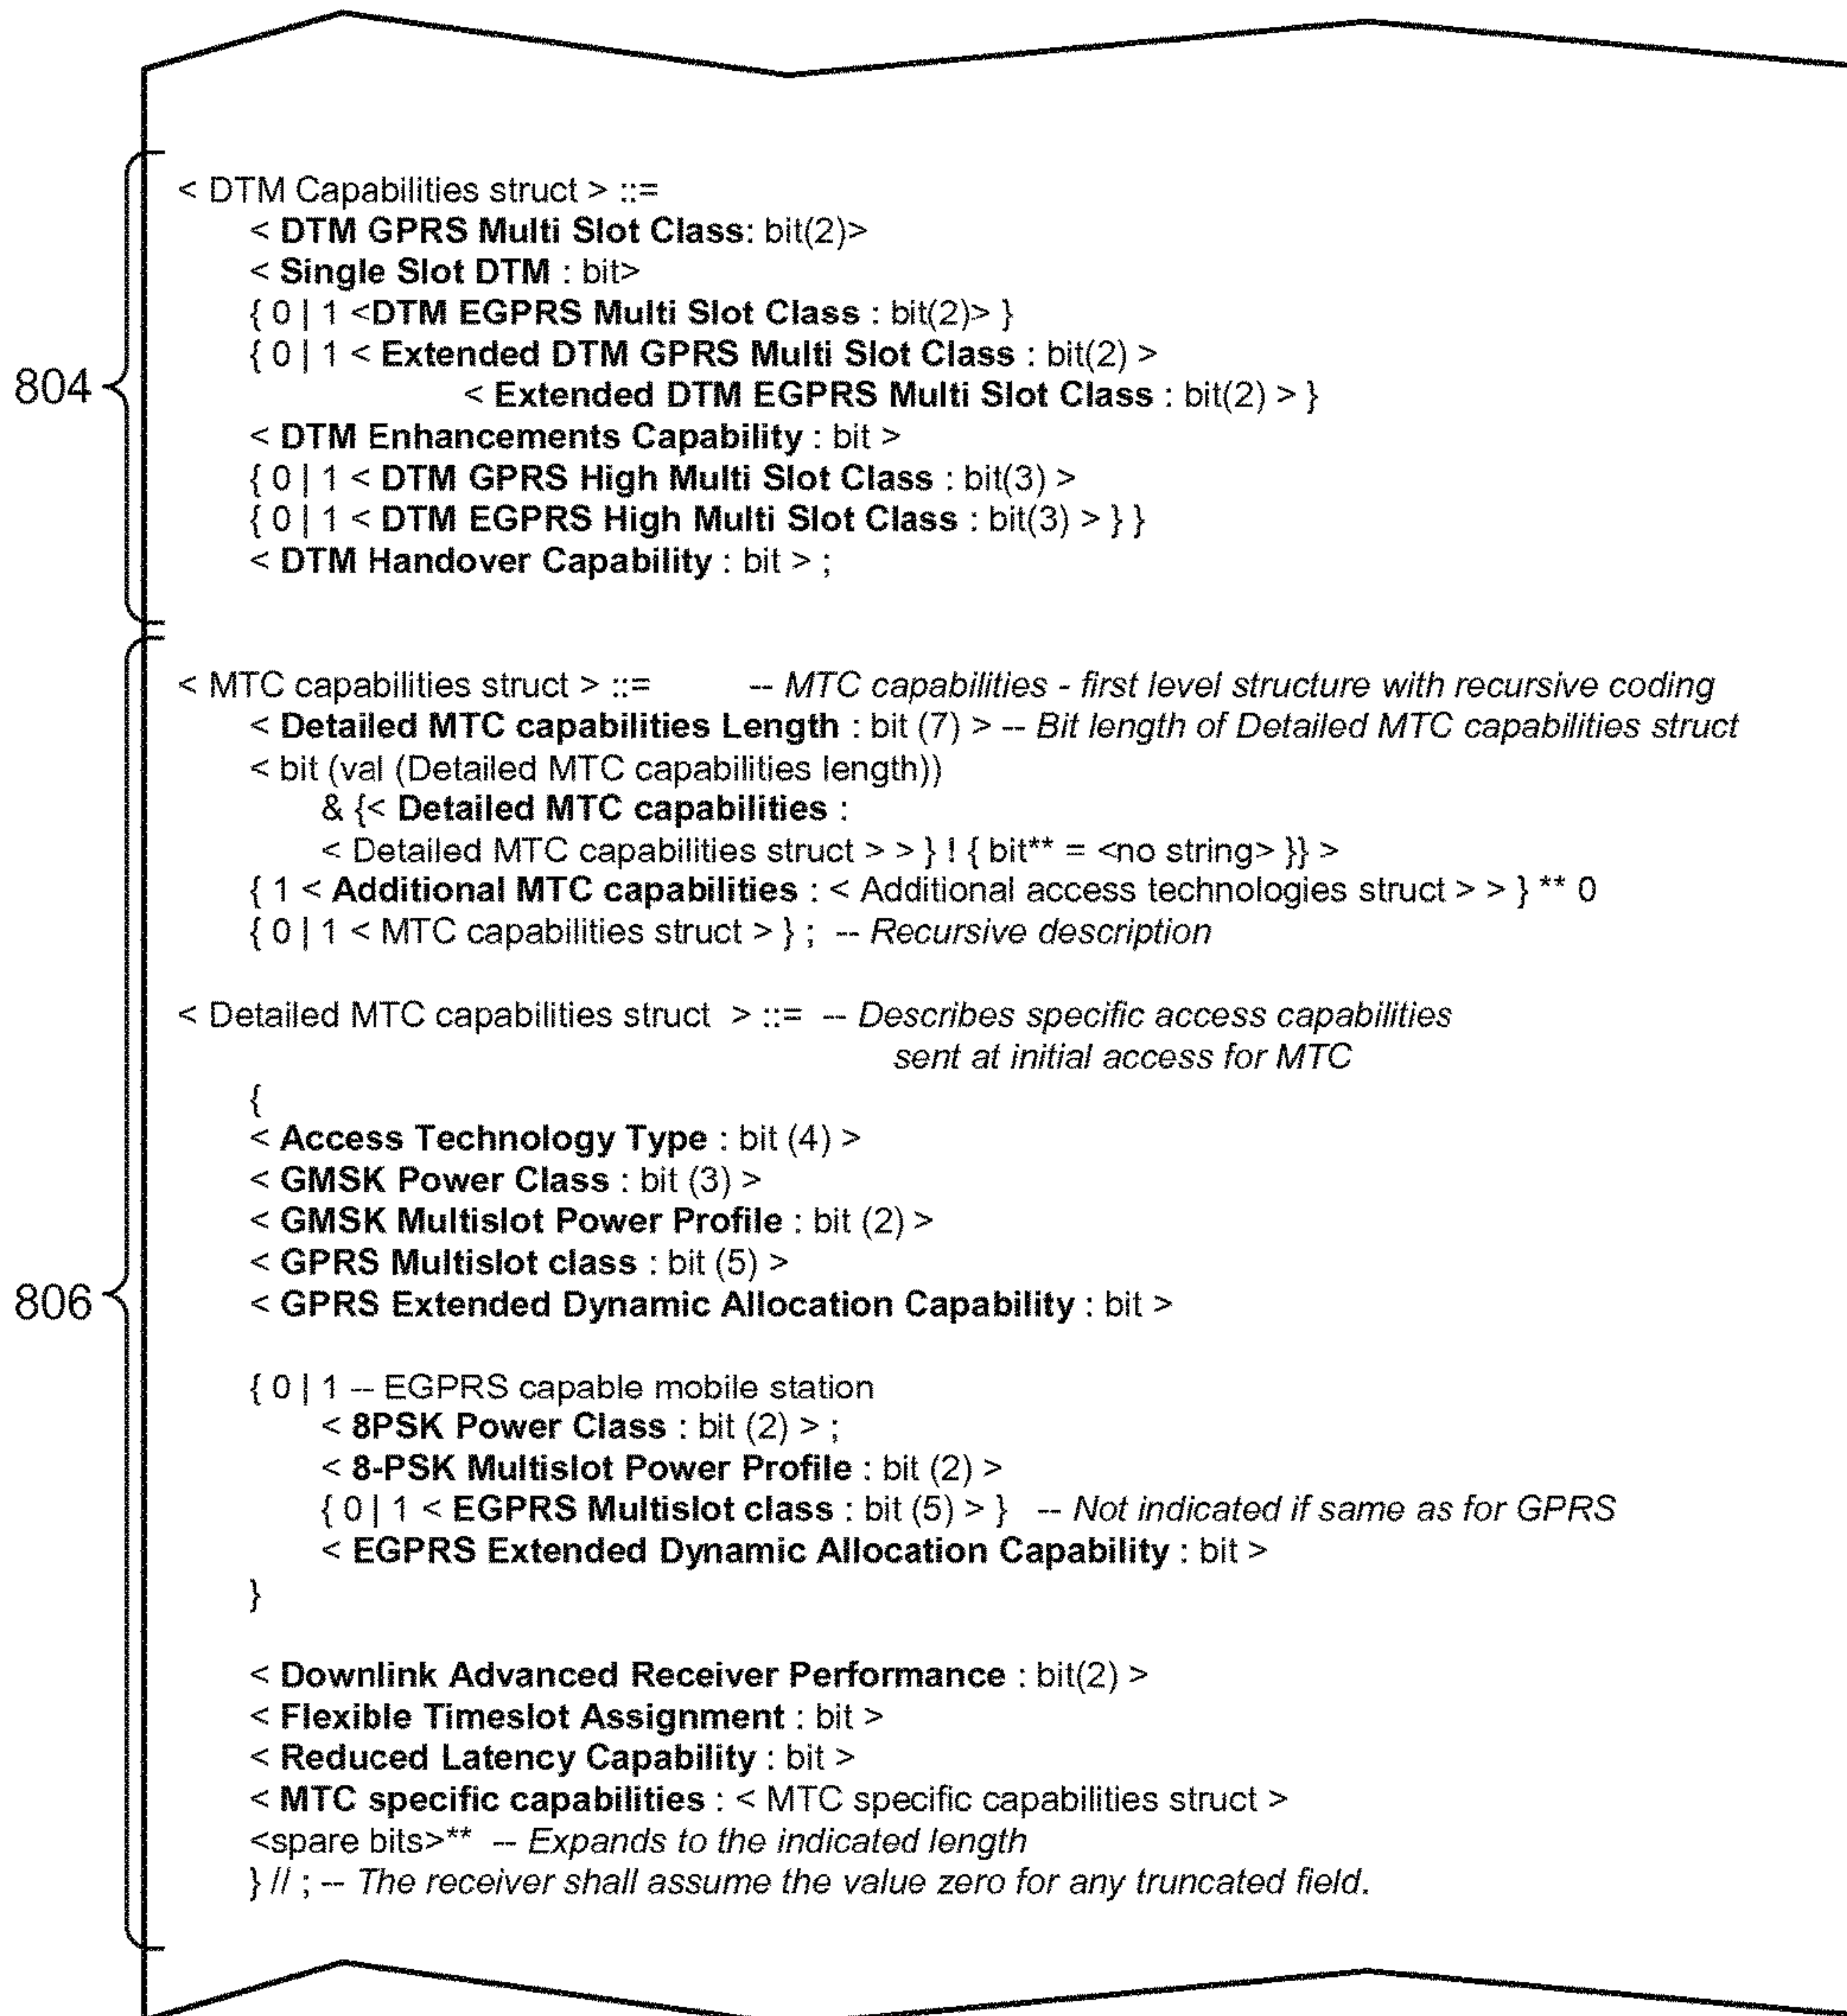 < DTM Capabilities struct > ::=
< DTM GPRS Multi Slot Class: bit(2)>
< Single Slot DTM : bit>
{ 0 | 1 <DTM EGPRS Multi Slot Class : bit(2)> }
{ 0 | 1 < Extended DTM GPRS Multi Slot Class : bit(2) >
804
< Extended DTM EGPRS Multi Slot Class : bit(2) > }
< DTM Enhancements Capability : bit >
{ 0 | 1 < DTM GPRS High Multi Slot Class : bit(3) >
{ 0 | 1 < DTM EGPRS High Multi Slot Class : bit(3) > } }
< DTM Handover Capability : bit > ;
< MTC capabilities struct > ::= -- MTC capabilities - first level structure with recursive coding
< Detailed MTC capabilities Length : bit (7) > -- Bit length of Detailed MTC capabilities struct
< bit (val (Detailed MTC capabilities length))
& {< Detailed MTC capabilities :
< Detailed MTC capabilities struct > > } ! { bit** = <no string> }} >
{ 1 < Additional MTC capabilities : < Additional access technologies struct > > } ** 0
{ 0 | 1 < MTC capabilities struct > } ; -- Recursive description
< Detailed MTC capabilities struct > ::= -- Describes specific access capabilities
sent at initial access for MTC
{
< Access Technology Type : bit (4) >
< GMSK Power Class : bit (3) >
< GMSK Multislot Power Profile : bit (2) >
< GPRS Multislot class : bit (5) >
806
< GPRS Extended Dynamic Allocation Capability : bit >
{ 0 | 1 -- EGPRS capable mobile station
< 8PSK Power Class : bit (2) > ;
< 8-PSK Multislot Power Profile : bit (2) >
{ 0 | 1 < EGPRS Multislot class : bit (5) > } -- Not indicated if same as for GPRS
< EGPRS Extended Dynamic Allocation Capability : bit >
}
< Downlink Advanced Receiver Performance : bit(2) >
< Flexible Timeslot Assignment : bit >
< Reduced Latency Capability : bit >
< MTC specific capabilities : < MTC specific capabilities struct >
<spare bits>** -- Expands to the indicated length
} // ; -- The receiver shall assume the value zero for any truncated field.